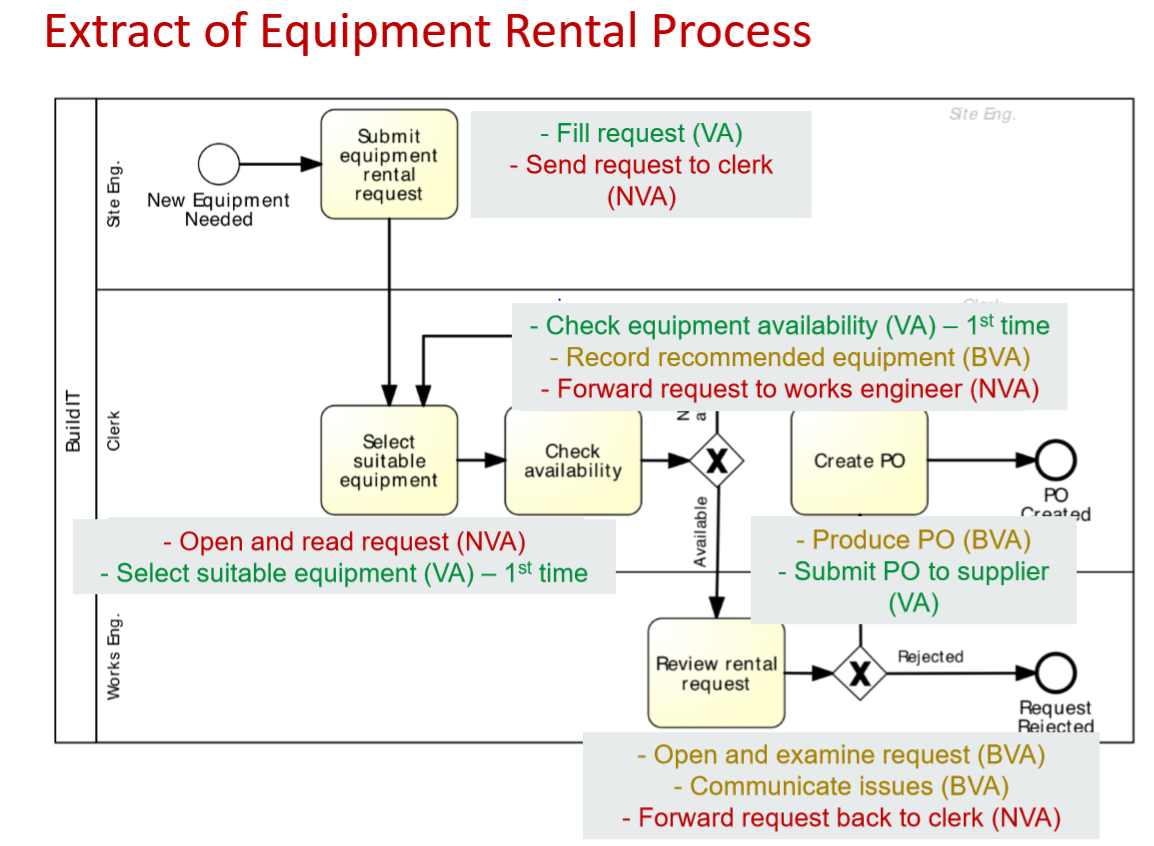 Extract of Equipment Rental Process
Site Eng.
BuildIT
Site Eng.
New Equipment
Needed
Submit
equipment
rental
request
- Fill request (VA)
- Send request to clerk
(NVA)
Clerk
- Check equipment availability (VA) – 1st time
- Record recommended equipment (BVA)
- Forward request to works engineer (NVA)
Select
suitable
equipment
Check
availability
N
a
X
Available
Create PO
PO
Created
- Open and read request (NVA)
- Select suitable equipment (VA) – 1st time
- Produce PO (BVA)
- Submit PO to supplier
(VA)
Works Eng.
Review rental
request
X
Rejected
Request
Rejected
- Open and examine request (BVA)
- Communicate issues (BVA)
- Forward request back to clerk (NVA)